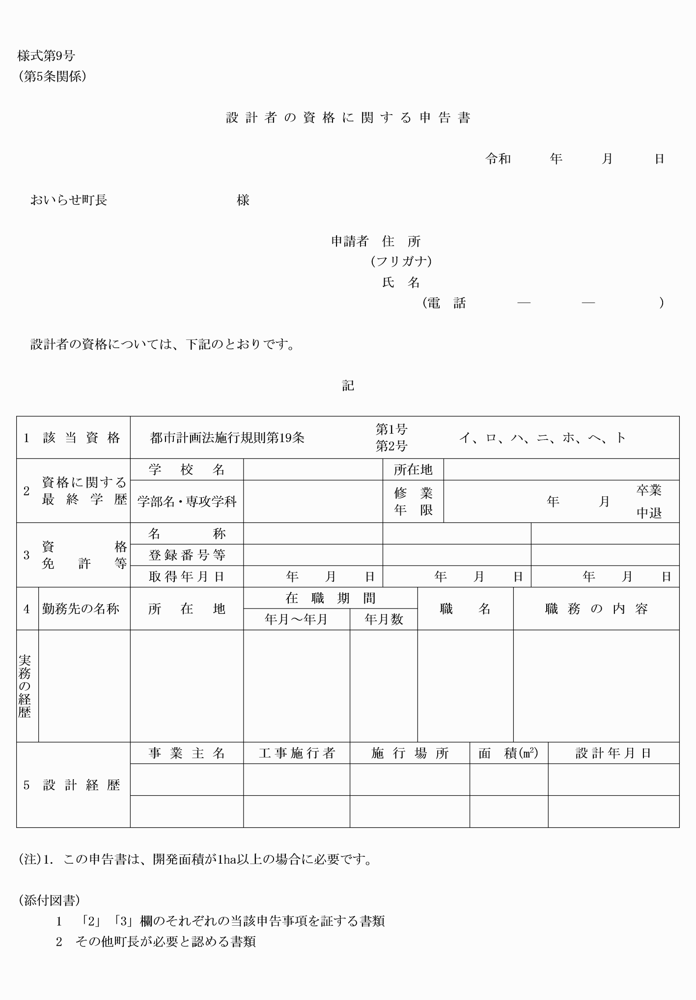 様式第9号
(第5条関係)
設計者の資格に関する申告書
令和　　　年　　　月　　　日
おいらせ町長　　　　　　　　　　様
申請者　住　所
(フリガナ)
氏　名
(電　話　　　　―　　　　―　　　　　)
設計者の資格については、下記のとおりです。
記
1　該当資格　都市計画法施行規則第19条　第1号　イ、ロ、ハ、ニ、ホ、ヘ、ト
第2号
2　資格に関する最終学歴
学校名　所在地
学部名・専攻学科　修業年限　年　月　卒業
中退
3　資格免許等
名称
登録番号等
取得年月日　年　月　日　年　月　日　年　月　日
4　勤務先の名称　所在地　在職期間　職名　職務の内容
年月～年月　年月数
実務の経歴
5　設計経歴
事業主名　工事施行者　施行場所　面　積(㎡)　設計年月日
(注)1．この申告書は、開発面積が1ha以上の場合に必要です。
(添付図書)
1　「2」「3」欄のそれぞれの当該申告事項を証する書類
2　その他町長が必要と認める書類